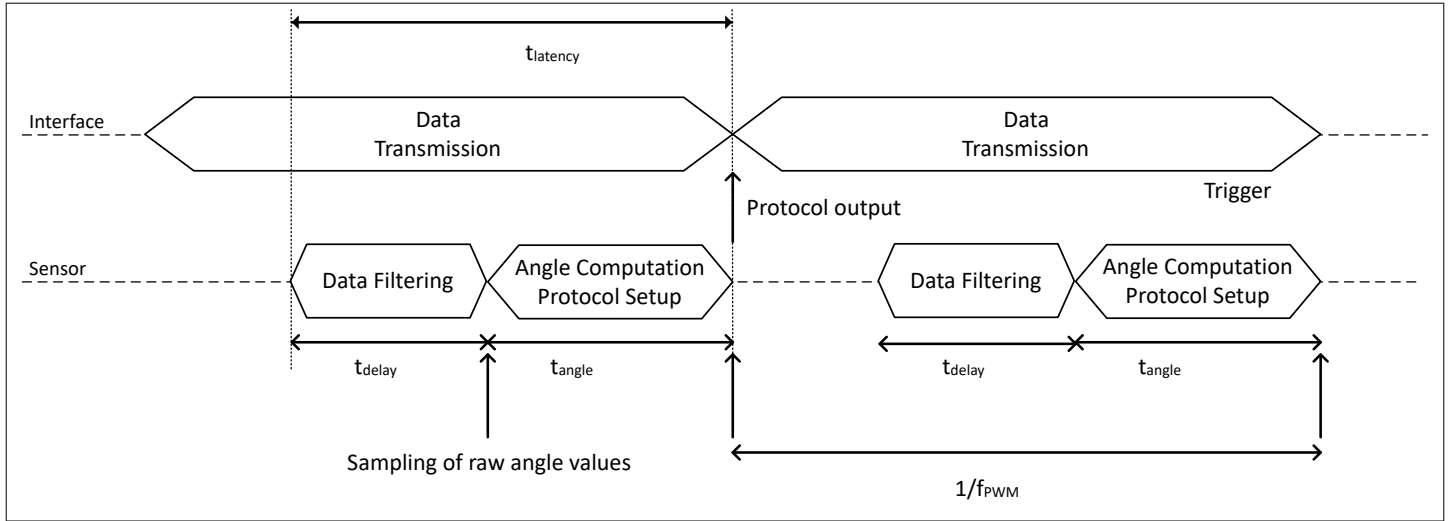 tlatency
Interface
Data
Transmission
Data
Transmission
Trigger
Protocol output
Sensor
Data Filtering
Angle Computation
Protocol Setup
Data Filtering
Angle Computation
Protocol Setup
tdelay
tangle
tdelay
tangle
Sampling of raw angle values
1/fPWM